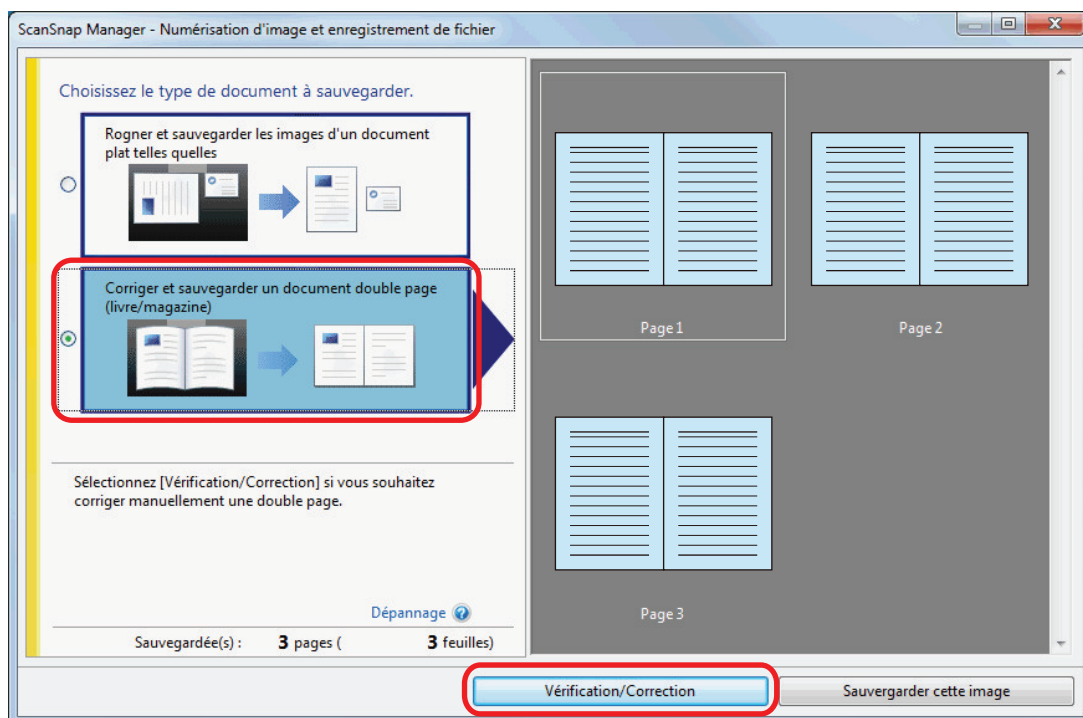 ScanSnap Manager - Numérisation d'image et enregistrement de fichier
Choisissez le type de document à sauvegarder.
Rogner et sauvegarder les images d'un document
plat telles quelles
Corriger et sauvegarder un document double page
(livre/magazine)
Sélectionnez [Vérification/Correction] si vous souhaitez
corriger manuellement une double page.
Dépannage
Sauvegardée(s) : 3 pages ( 3 feuilles)
Page 1
Page 2
Page 3
Vérification/Correction
Sauvergarder cette image